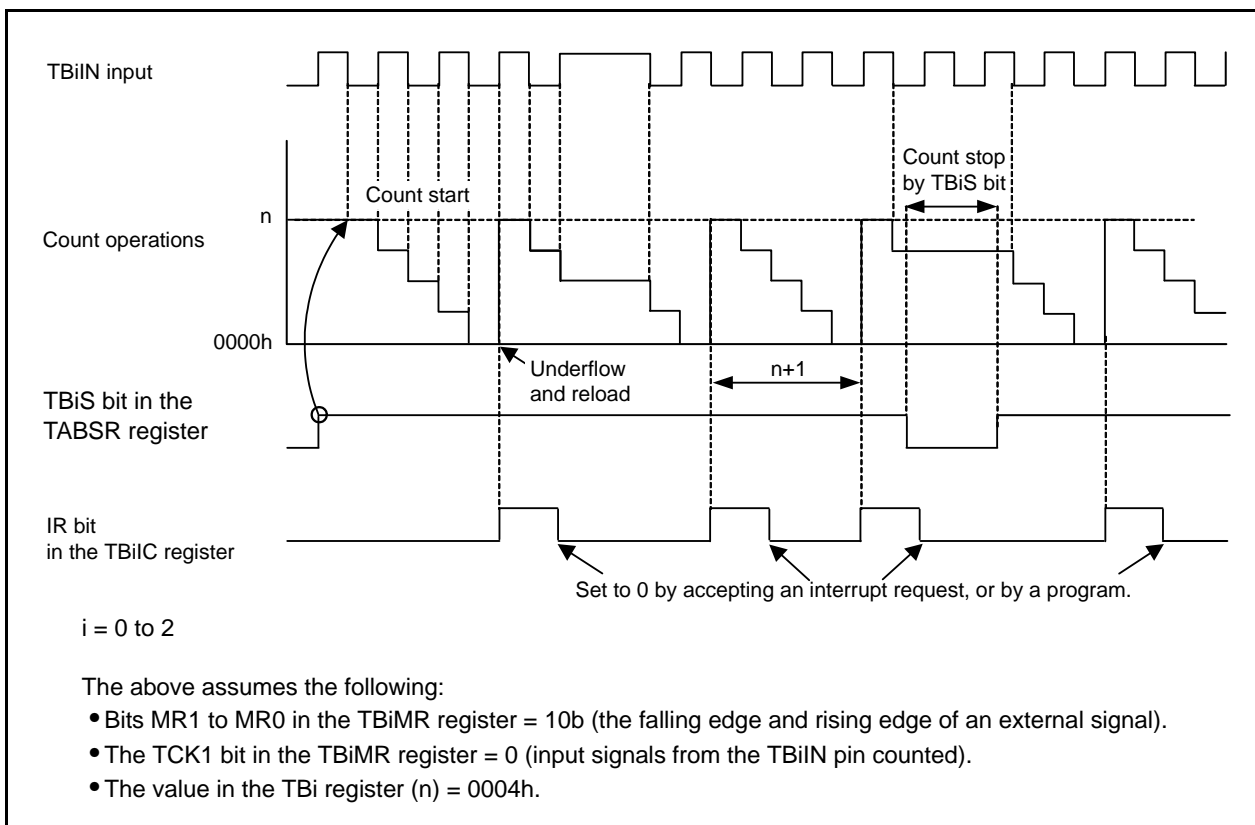 TBiIN input
Count stop
by TBiS bit
Count start
n
Count operations
0000h
Underflow
and reload
n+1
TBiS bit in the
TABSR register
IR bit
in the TBiIC register
Set to 0 by accepting an interrupt request, or by a program.
i = 0 to 2
The above assumes the following:
• Bits MR1 to MR0 in the TBiMR register = 10b (the falling edge and rising edge of an external signal).
• The TCK1 bit in the TBiMR register = 0 (input signals from the TBiIN pin counted).
• The value in the TBi register (n) = 0004h.